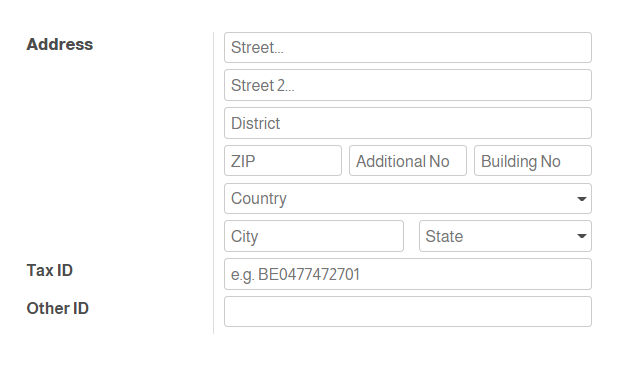 Address
Street...
Street 2...
District
ZIP Additional No Building No
Country
City State
Tax ID e.g. BE0477472701
Other ID